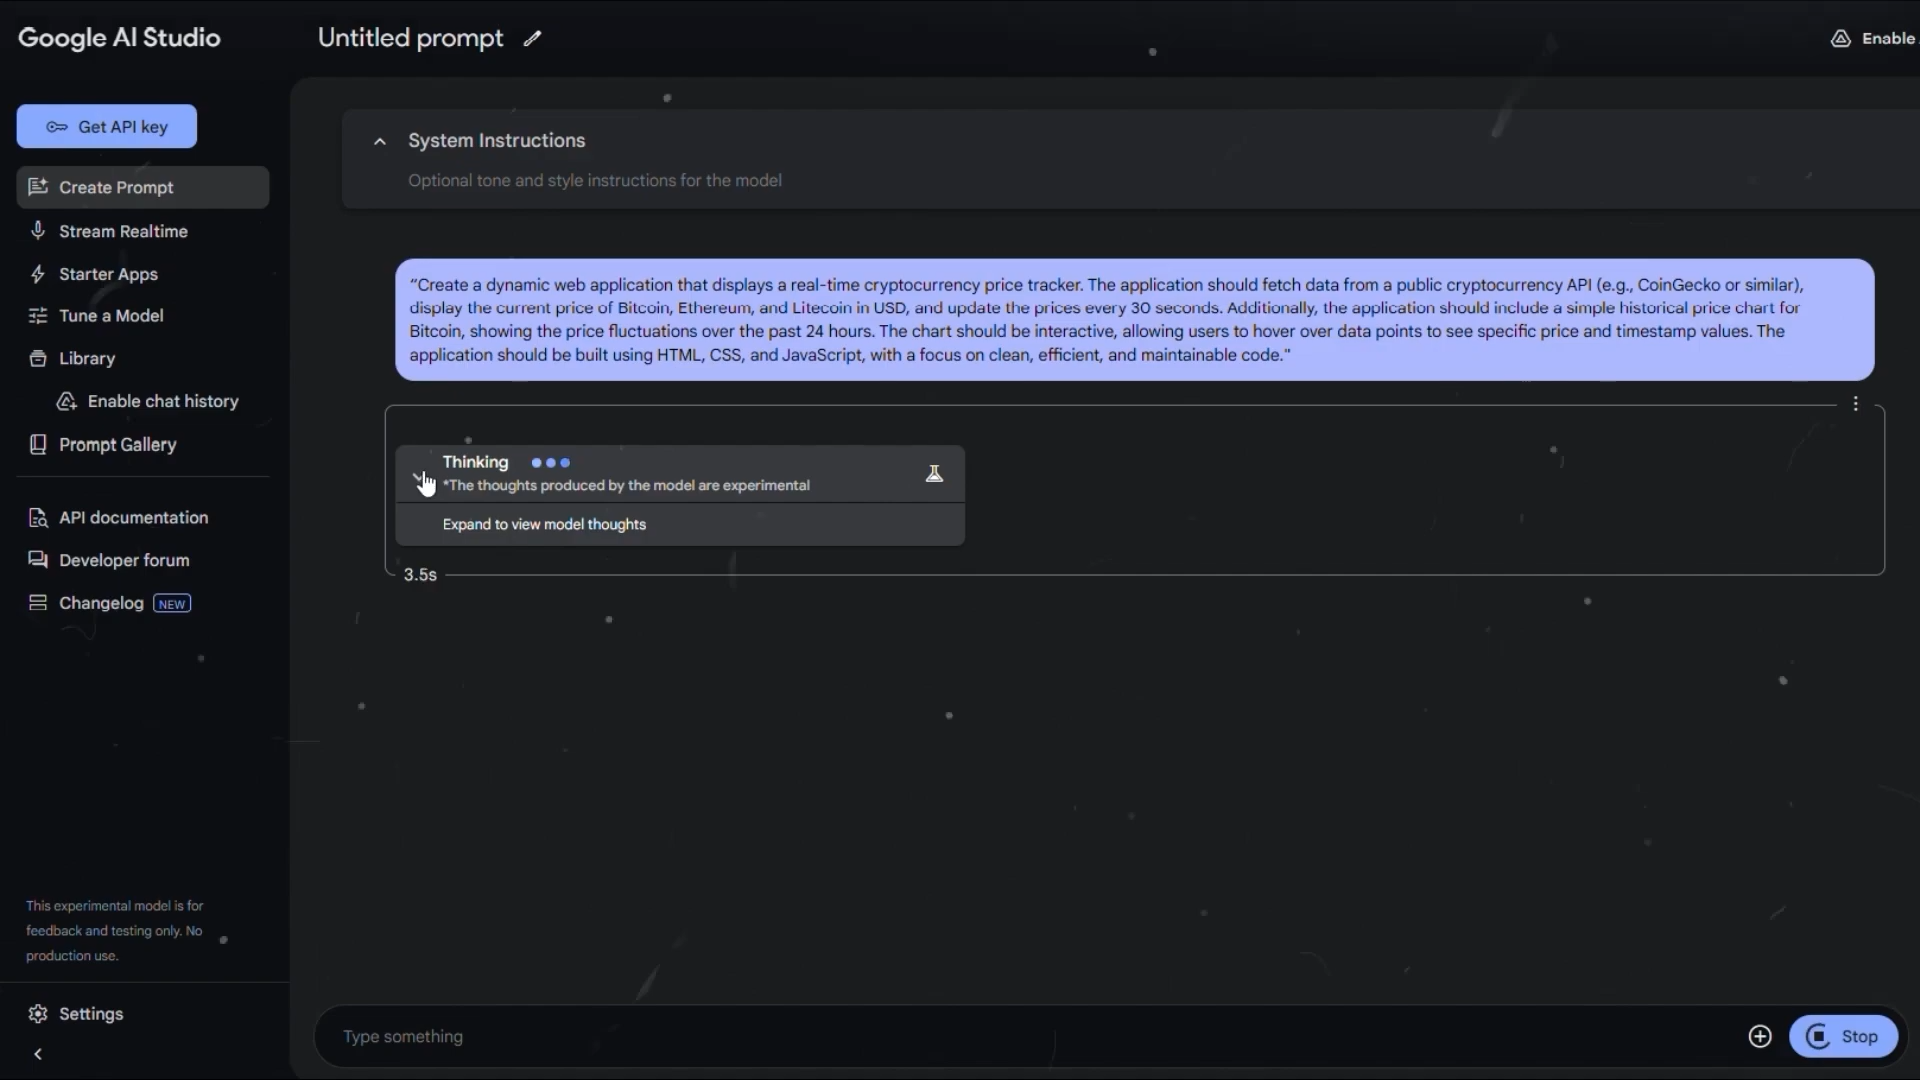 Google AI Studio
Untitled prompt
Enable
Get API key
Create Prompt
Stream Realtime
Starter Apps
Tune a Model
Library
Enable chat history
Prompt Gallery
API documentation
Developer forum
Changelog NEW
This experimental model is for
feedback and testing only. No
production use.
Settings
System Instructions
Optional tone and style instructions for the model
“Create a dynamic web application that displays a real-time cryptocurrency price tracker. The application should fetch data from a public cryptocurrency API (e.g., CoinGecko or similar),
display the current price of Bitcoin, Ethereum, and Litecoin in USD, and update the prices every 30 seconds. Additionally, the application should include a simple historical price chart for
Bitcoin, showing the price fluctuations over the past 24 hours. The chart should be interactive, allowing users to hover over data points to see specific price and timestamp values. The
application should be built using HTML, CSS, and JavaScript, with a focus on clean, efficient, and maintainable code."
Thinking
*The thoughts produced by the model are experimental
Expand to view model thoughts
3.5s
Type something
Stop